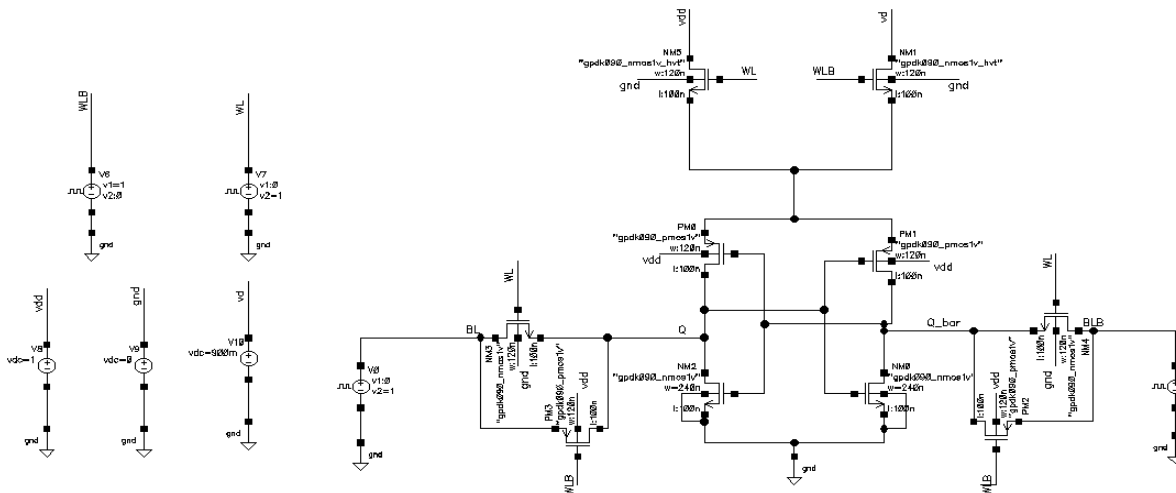 vdd
vd
NM5
"gpdk090_nmos1v_hvt"
w:120n
gnd
l:100n
WL
WLB
NM1
"gpdk090_nmos1v_hvt"
w:120n
gnd
l:100n
WLB
V6
v1=1
v2:0
gnd
WL
V7
v1:0
v2=1
gnd
PM0
"gpdk090_pmos1v"
w:120n
vdd
l:100n
PM1
"gpdk090_pmos1v"
w:120n
vdd
l:100n
vdd
V8
vdc=1
gnd
V9
vdc=0
vd
V10
vdc=900m
BL
WL
NM3
w:120n
l:100n
gnd
"gpdk090_nmos1v"
V0
v1:0
v2=1
gnd
PM3
"gpdk090_pmos1v"
w:120n
vdd
l:100n
WLB
Q
NM2
"gpdk090_nmos1v"
w=240n
l:100n
NM0
"gpdk090_nmos1v"
w=240n
l:100n
gnd
Q_bar
WL
BLB
NM4
w:120n
l:100n
gnd
"gpdk090_nmos1v"
PM2
"gpdk090_pmos1v"
w:120n
vdd
l:100n
WLB